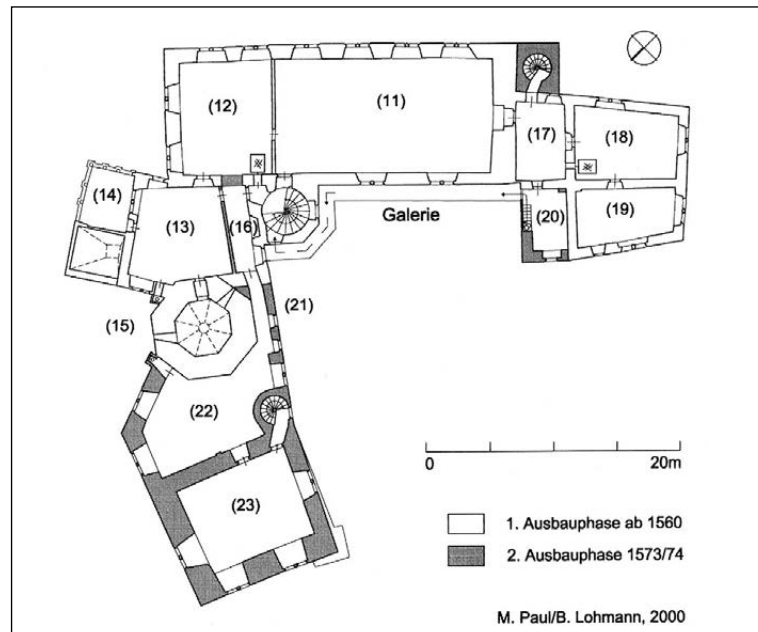 (12)
(11)
(17)
(18)
(14)
(13)
(16)
Galerie
(20)
(19)
(15)
(21)
(22)
(23)
0
20m
1. Ausbauphase ab 1560
2. Ausbauphase 1573/74
M. Paul/B. Lohmann, 2000